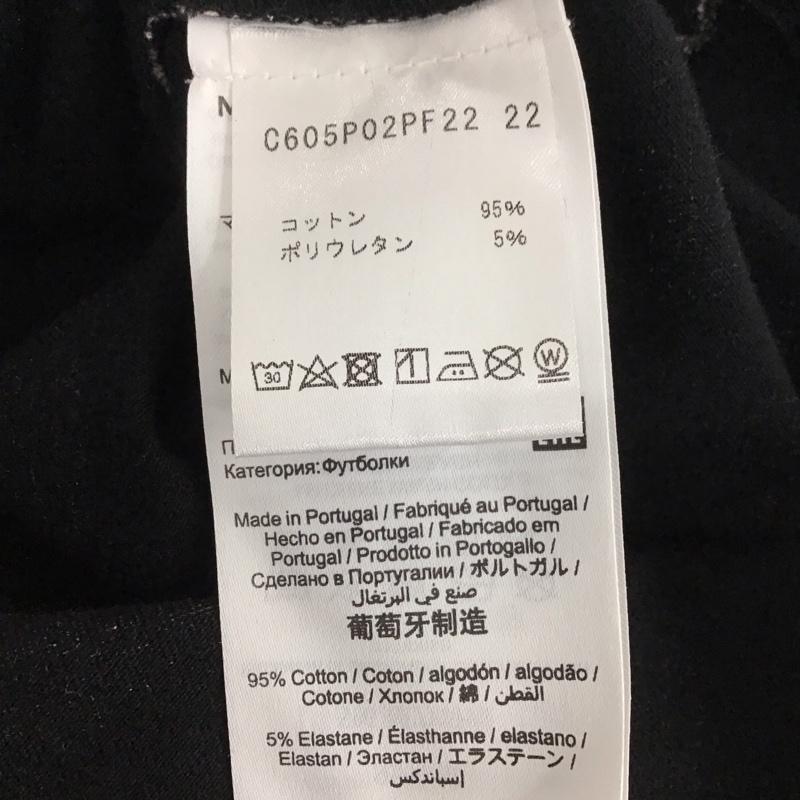 C605P02PF22 22
コットン 95%
ポリウレタン 5%
30
W
Категория: Футболки
Made in Portugal / Fabriqué au Portugal /
Hecho en Portugal / Fabricado em
Portugal / Prodotto in Portogallo /
Сделано в Португалии / ポルトガル /
صنع في البرتغال
葡萄牙制造
95% Cotton / Coton / algodón / algodão /
Cotone / Хлопок / 綿 / القطن
5% Elastane / Élasthanne / elastano /
Elastan / Эластан / エラステーン /
إسباندكس